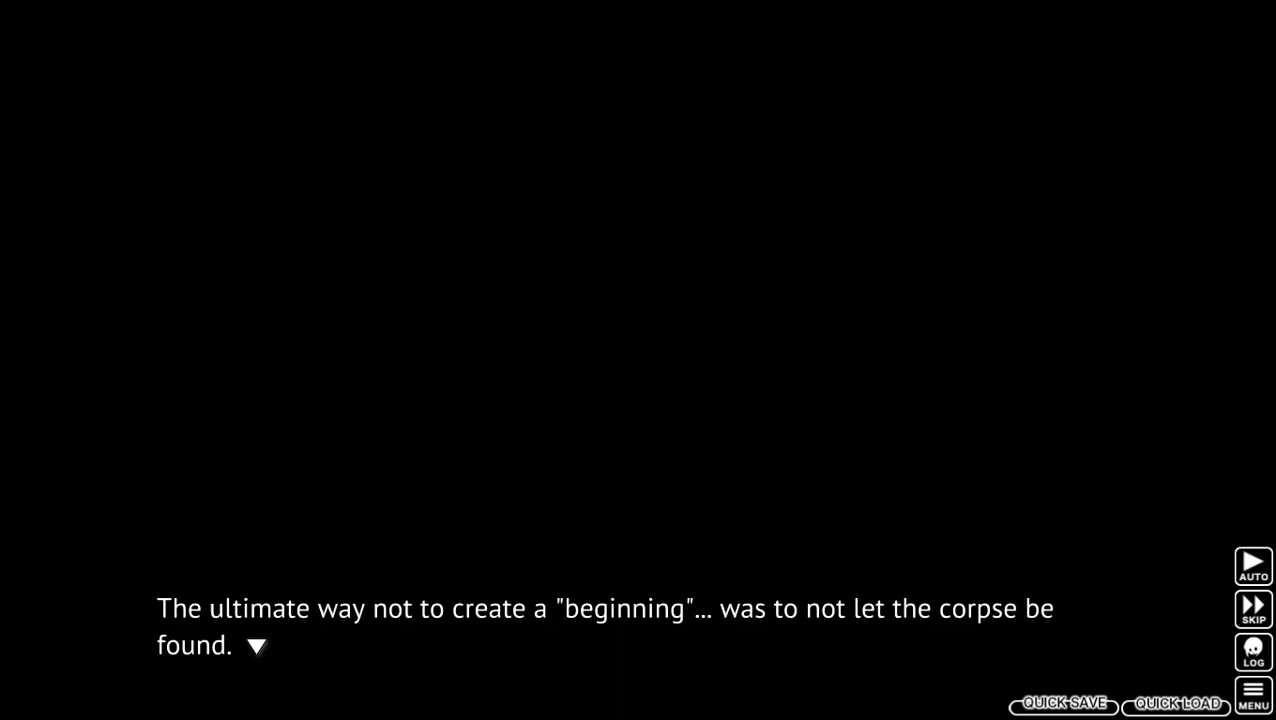 The ultimate way not to create a "beginning"... was to not let the corpse be
found.
AUTO
SKIP
LOG
MENU
QUICK SAVE
QUICK LOAD